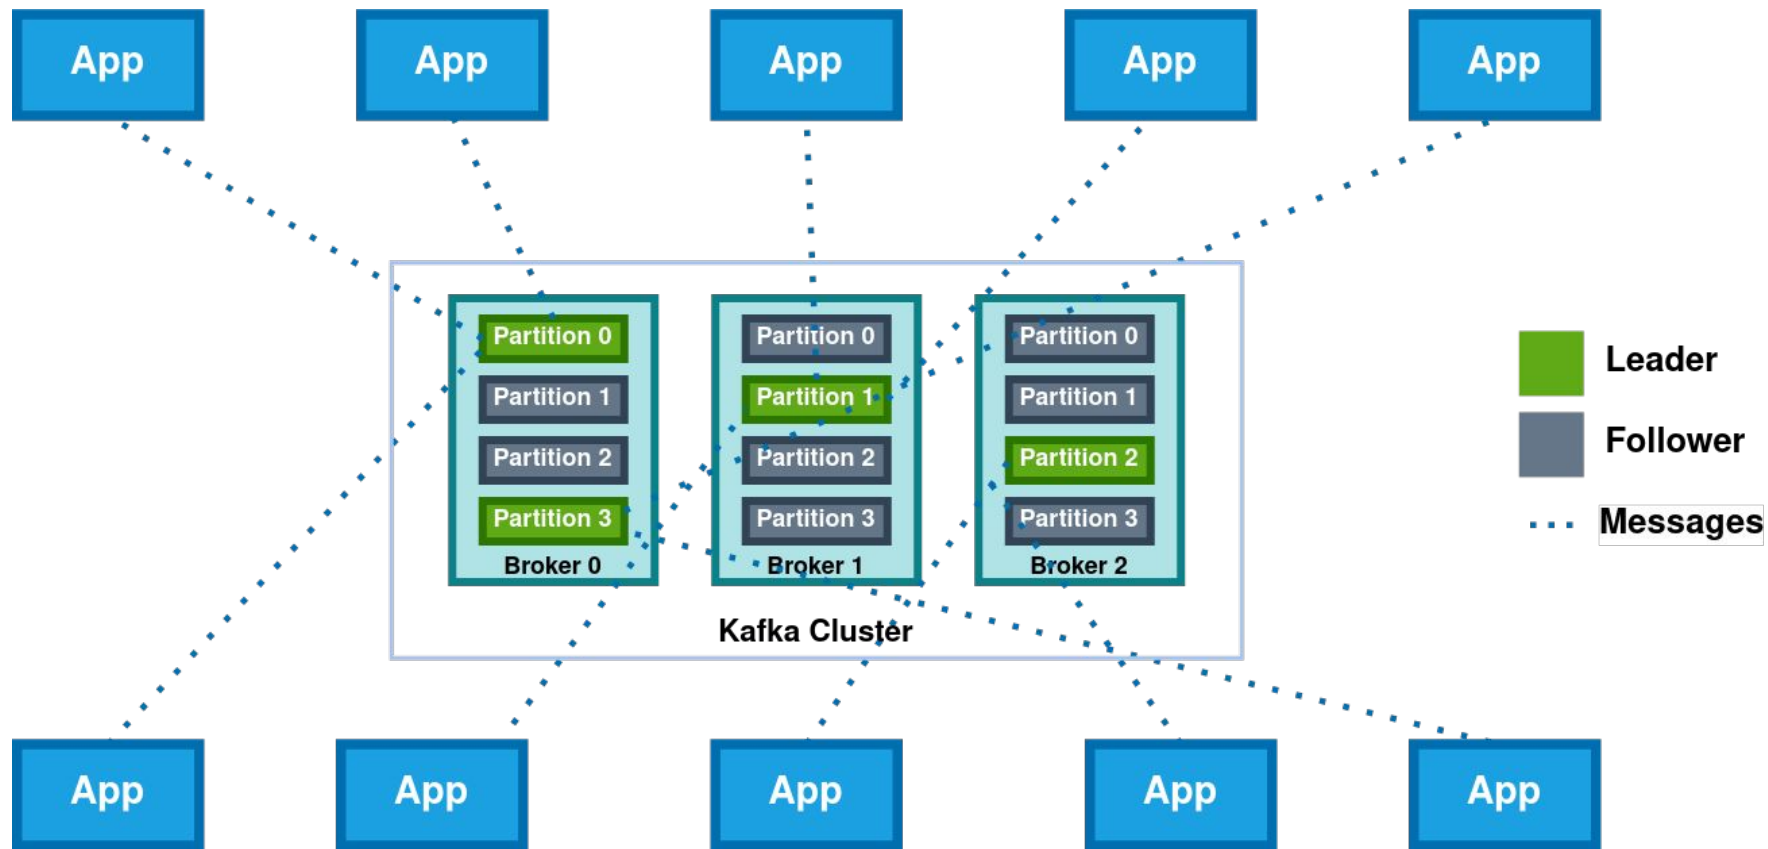 App
App
App
App
App
Partition 0
Partition 1
Partition 2
Partition 3
Broker 0
Partition 0
Partition 1
Partition 2
Partition 3
Broker 1
Partition 0
Partition 1
Partition 2
Partition 3
Broker 2
Kafka Cluster
Leader
Follower
Messages
App
App
App
App
App